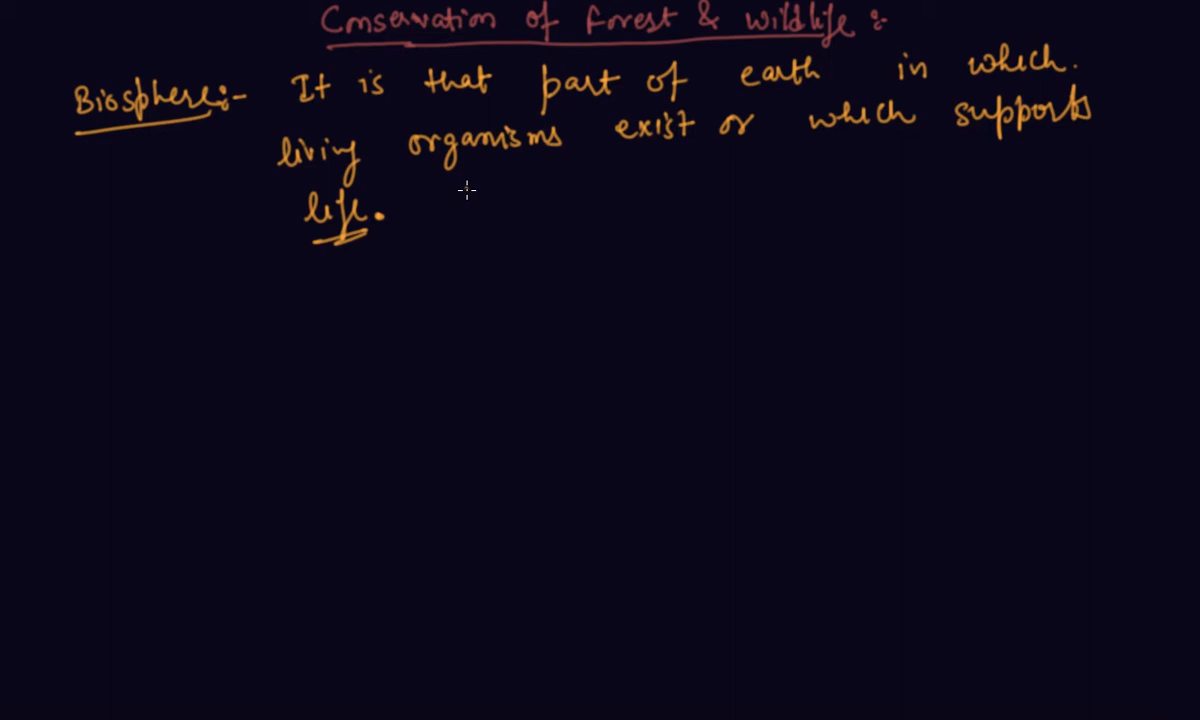 Conservation of Forest & Wildlife :-
Biosphere:- It is that part of earth in which.
living organisms exist or which supports
life.